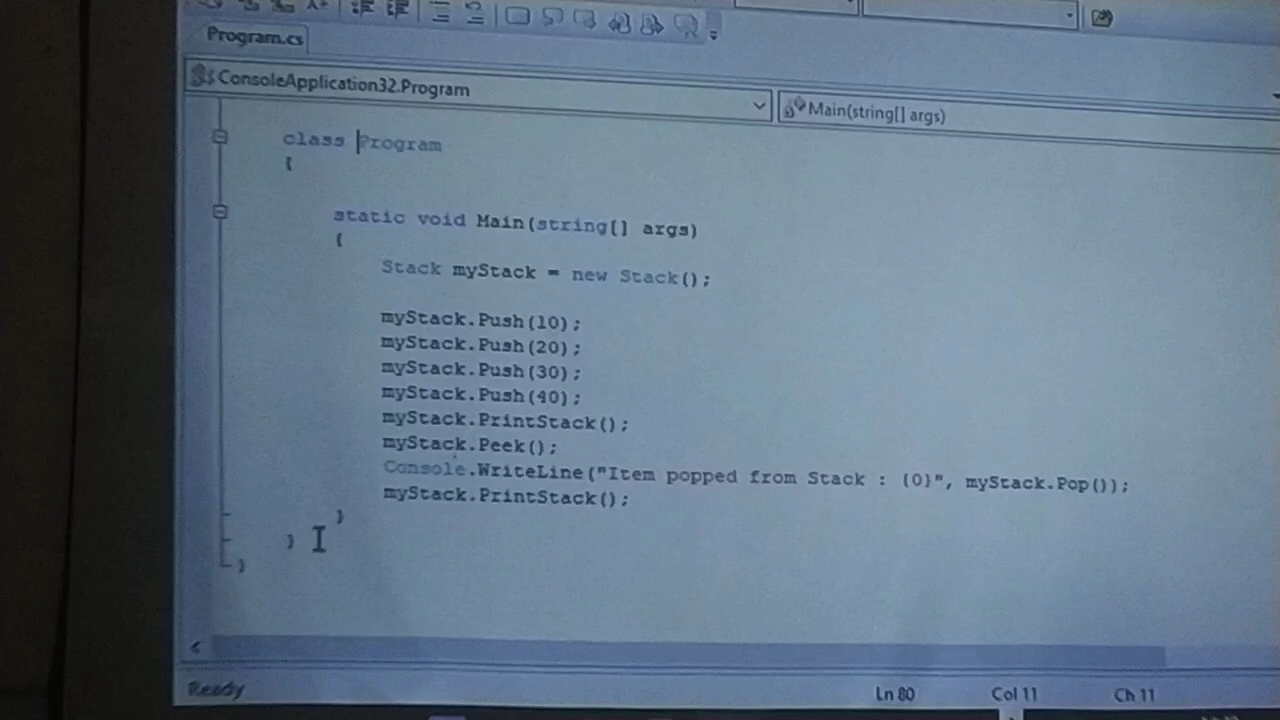 Program.cs
ConsoleApplication32.Program
Main(string[] args)
class Program
{
static void Main(string[] args)
{
Stack myStack = new Stack();
myStack.Push(10);
myStack.Push(20);
myStack.Push(30);
myStack.Push(40);
myStack.PrintStack();
myStack.Peek();
Console.WriteLine("Item popped from Stack : {0}", myStack.Pop());
myStack.PrintStack();
}
}
}
Ready Ln 80 Col 11 Ch 11